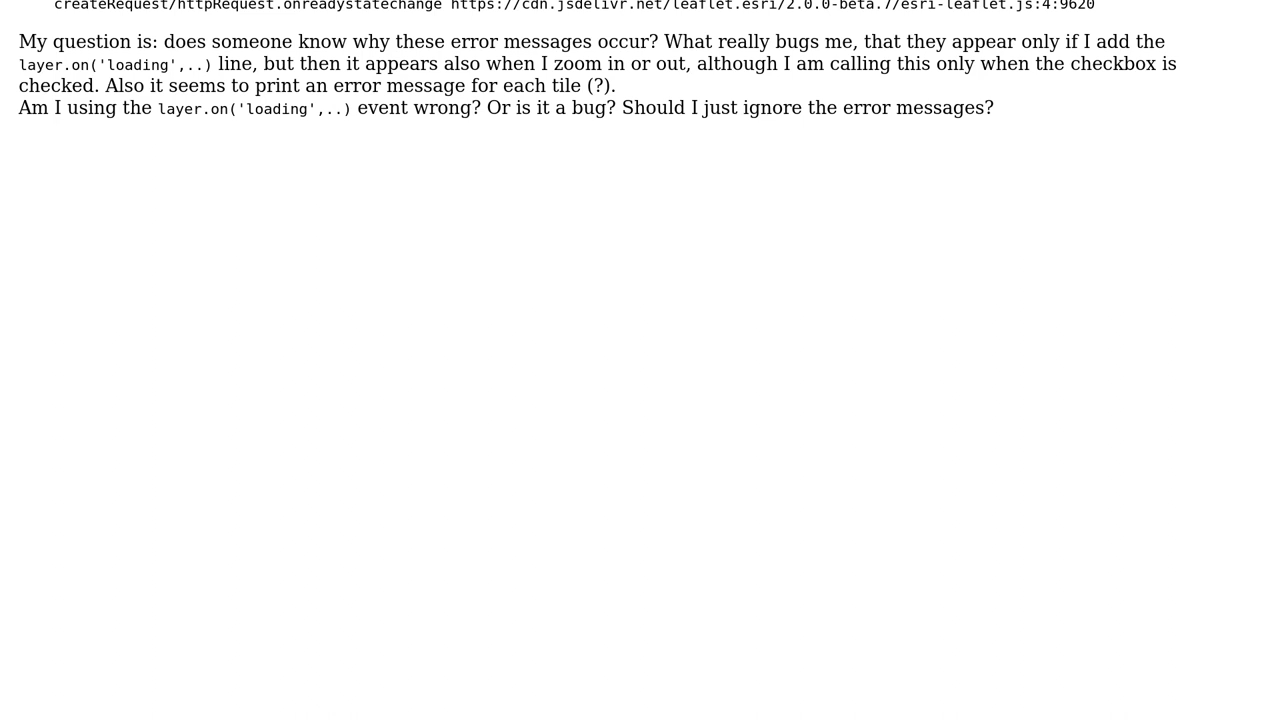 createRequest/httpRequest.onreadystatechange https://cdn.jsdelivr.net/leaflet.esri/2.0.0-beta.7/esri-leaflet.js:4:9620
My question is: does someone know why these error messages occur? What really bugs me, that they appear only if I add the
layer.on('loading',..) line, but then it appears also when I zoom in or out, although I am calling this only when the checkbox is
checked. Also it seems to print an error message for each tile (?).
Am I using the layer.on('loading',..) event wrong? Or is it a bug? Should I just ignore the error messages?